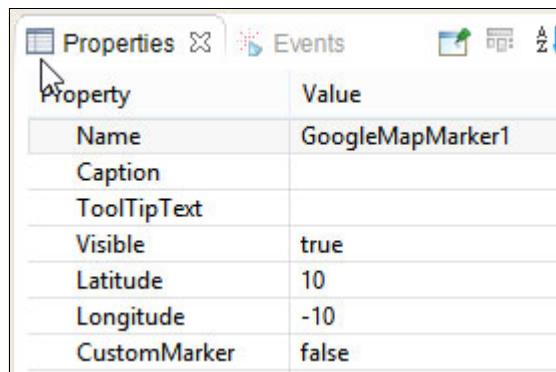 Properties Events
Property Value
Name GoogleMapMarker1
Caption
ToolTipText
Visible true
Latitude 10
Longitude -10
CustomMarker false